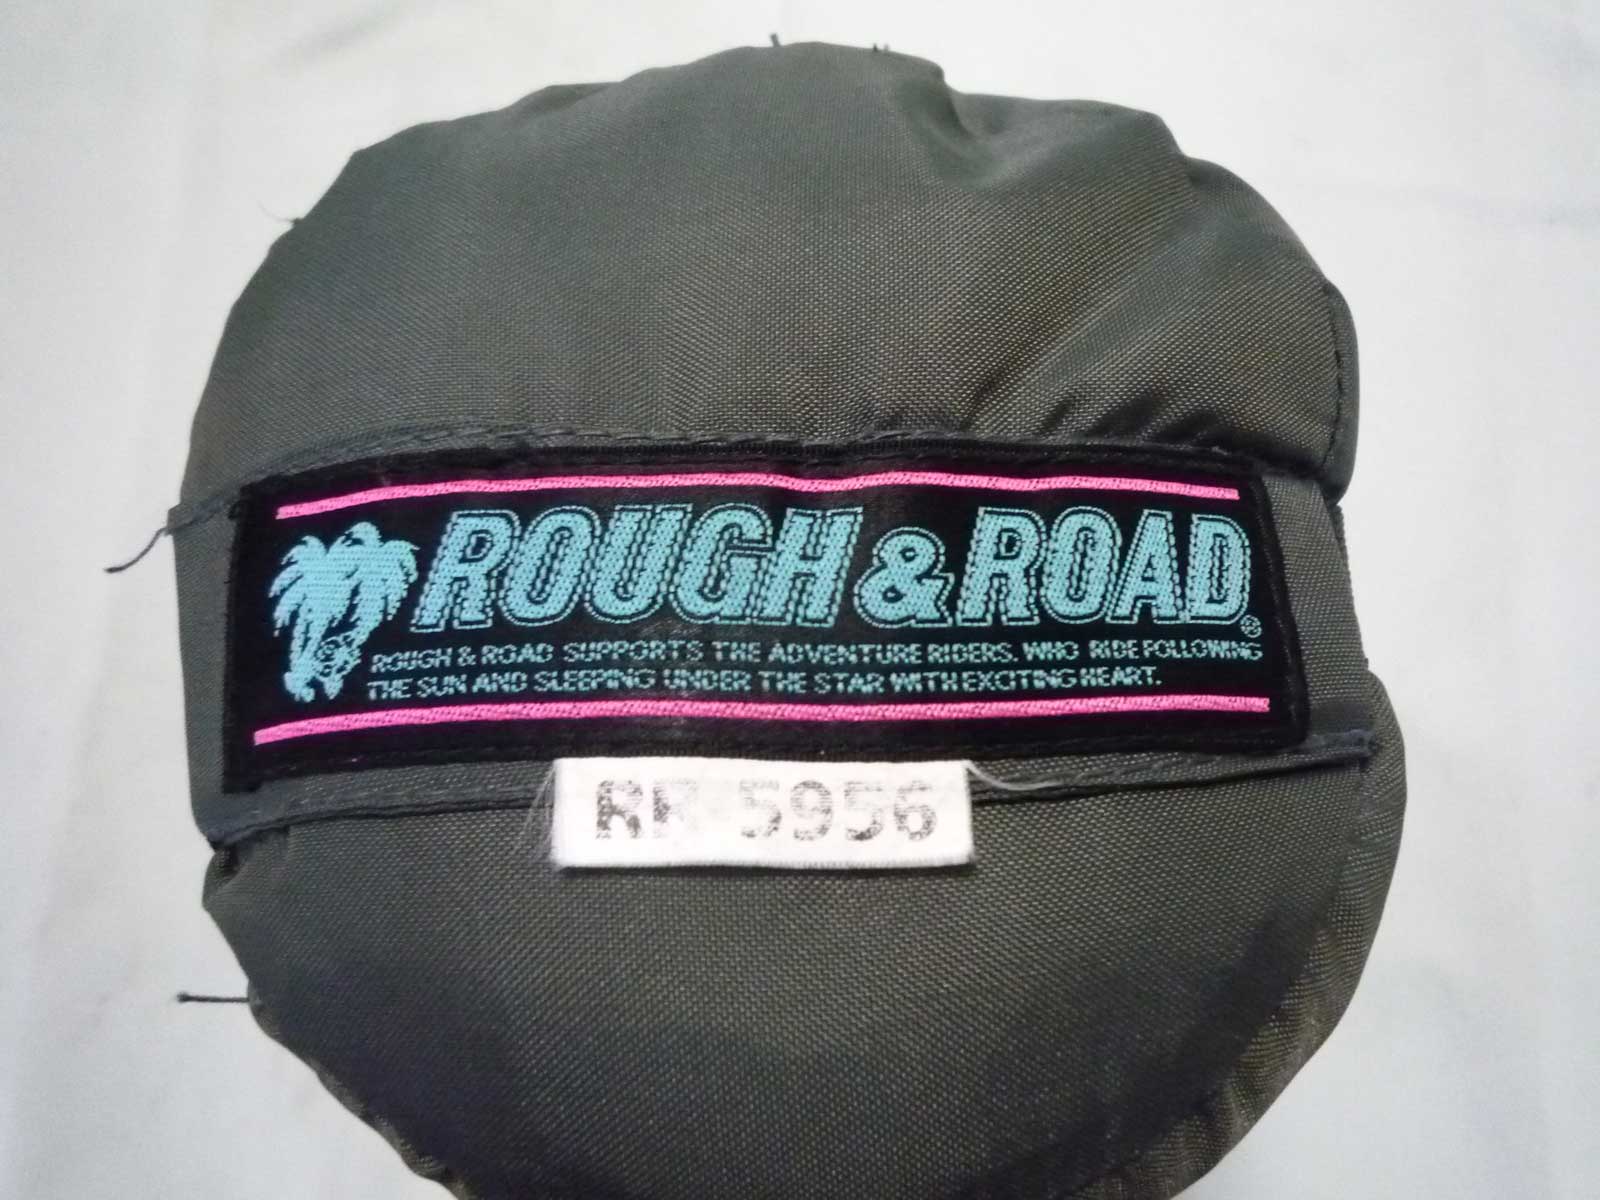 ROUGH & ROAD®
ROUGH & ROAD SUPPORTS THE ADVENTURE RIDERS. WHO RIDE FOLLOWING
THE SUN AND SLEEPING UNDER THE STAR WITH EXCITING HEART.
RR-5956